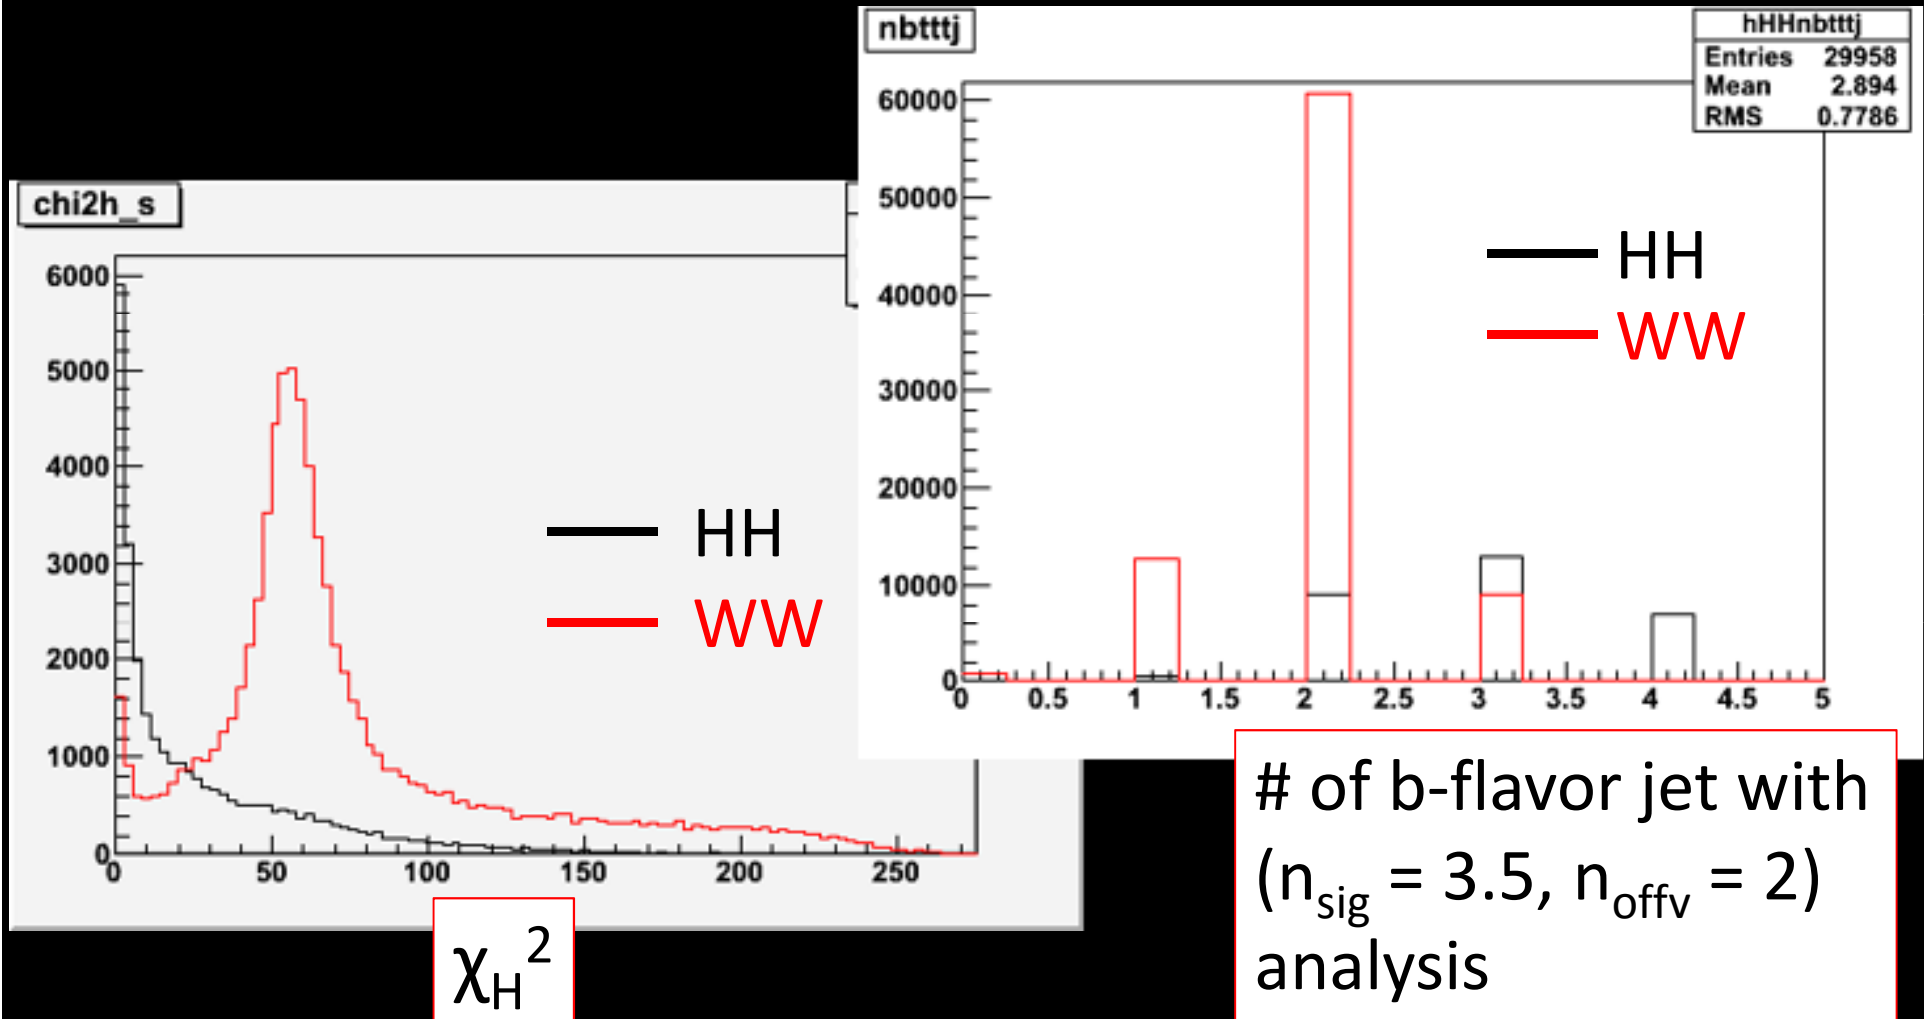 chi2h_s
6000
5000
4000
3000
2000
1000
0
0 50 100 150 200 250
HH
WW
χH2
nbtttj
hHHnbtttj
Entries 29958
Mean 2.894
RMS 0.7786
60000
50000
40000
30000
20000
10000
0
0 0.5 1 1.5 2 2.5 3 3.5 4 4.5 5
HH
WW
# of b-flavor jet with
(nsig = 3.5, noffv = 2)
analysis